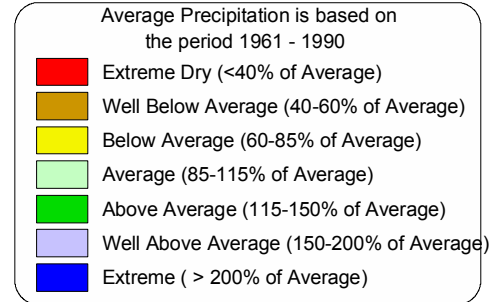 Average Precipitation is based on
the period 1961 - 1990
Extreme Dry (<40% of Average)
Well Below Average (40-60% of Average)
Below Average (60-85% of Average)
Average (85-115% of Average)
Above Average (115-150% of Average)
Well Above Average (150-200% of Average)
Extreme ( > 200% of Average)